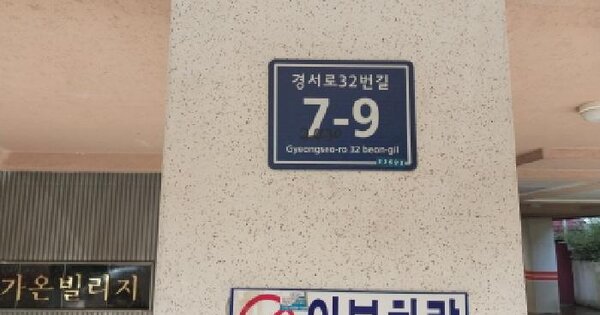 경서로32번길
7-9
Gyeongseo-ro 32 beon-gil
가온빌리지